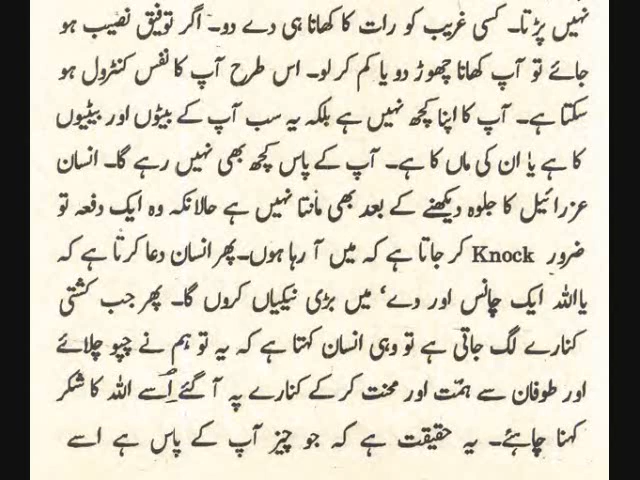 نہیں پڑتا۔ کسی غریب کو رات کا کھانا ہی دے دو۔ اگر توفیق نصیب ہو
جائے تو آپ کھانا چھوڑ دو یا کم کر لو۔ اس طرح آپ کا نفس کنٹرول ہو
سکتا ہے۔ آپ کا اپنا کچھ نہیں ہے بلکہ یہ سب آپ کے بیٹوں اور بیٹیوں
کا ہے یا ان کی ماں کا ہے۔ آپ کے پاس کچھ بھی نہیں رہے گا۔ انسان
عزرائیل کا جلوہ دیکھنے کے بعد بھی مانتا نہیں ہے حالانکہ وہ ایک دفعہ تو
ضرور Knock کر جاتا ہے کہ میں آ رہا ہوں۔ پھر انسان دعا کرتا ہے کہ
یااللہ ایک چانس اور دے، میں بڑی نیکیاں کروں گا۔ پھر جب کشتی
کنارے لگ جاتی ہے تو وہی انسان کہتا ہے کہ یہ تو ہم نے چپو چلائے
اور طوفان سے ہمّت اور محنت کر کے کنارے پہ آ گئے اِسے اللہ کا شکر
کہنا چاہئے۔ یہ حقیقت ہے کہ جو چیز آپ کے پاس ہے اسے